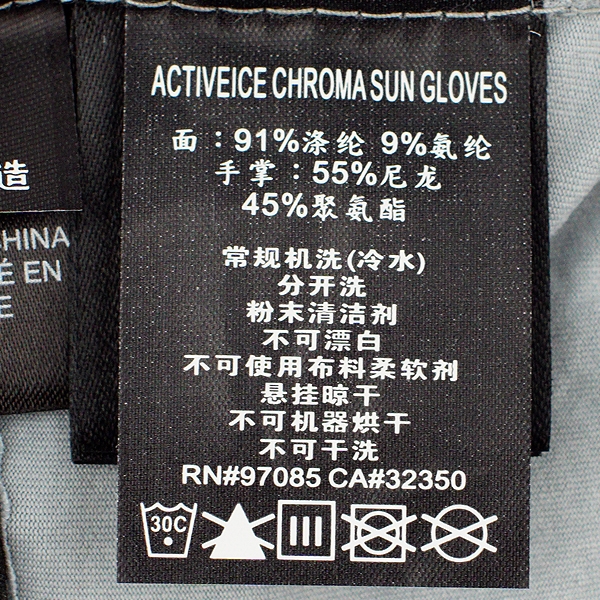 ACTIVEICE CHROMA SUN GLOVES
面：91%涤纶 9%氨纶
手掌：55%尼龙
45%聚氨酯
常规机洗(冷水)
分开洗
粉末清洁剂
不可漂白
不可使用布料柔软剂
悬挂晾干
不可机器烘干
不可干洗
RN#97085 CA#32350
30C
造
CHINA
É EN
E